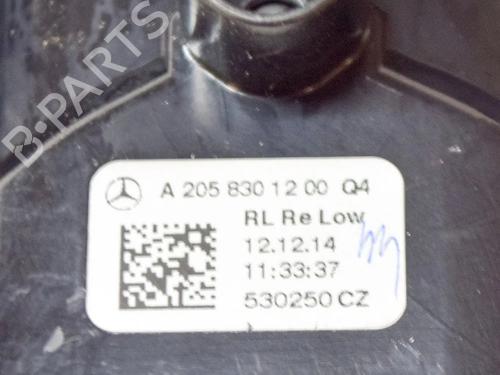 B-PARTS
A 205 830 12 00 Q4
RL Re Low
12.12.14
11:33:37
530250 CZ